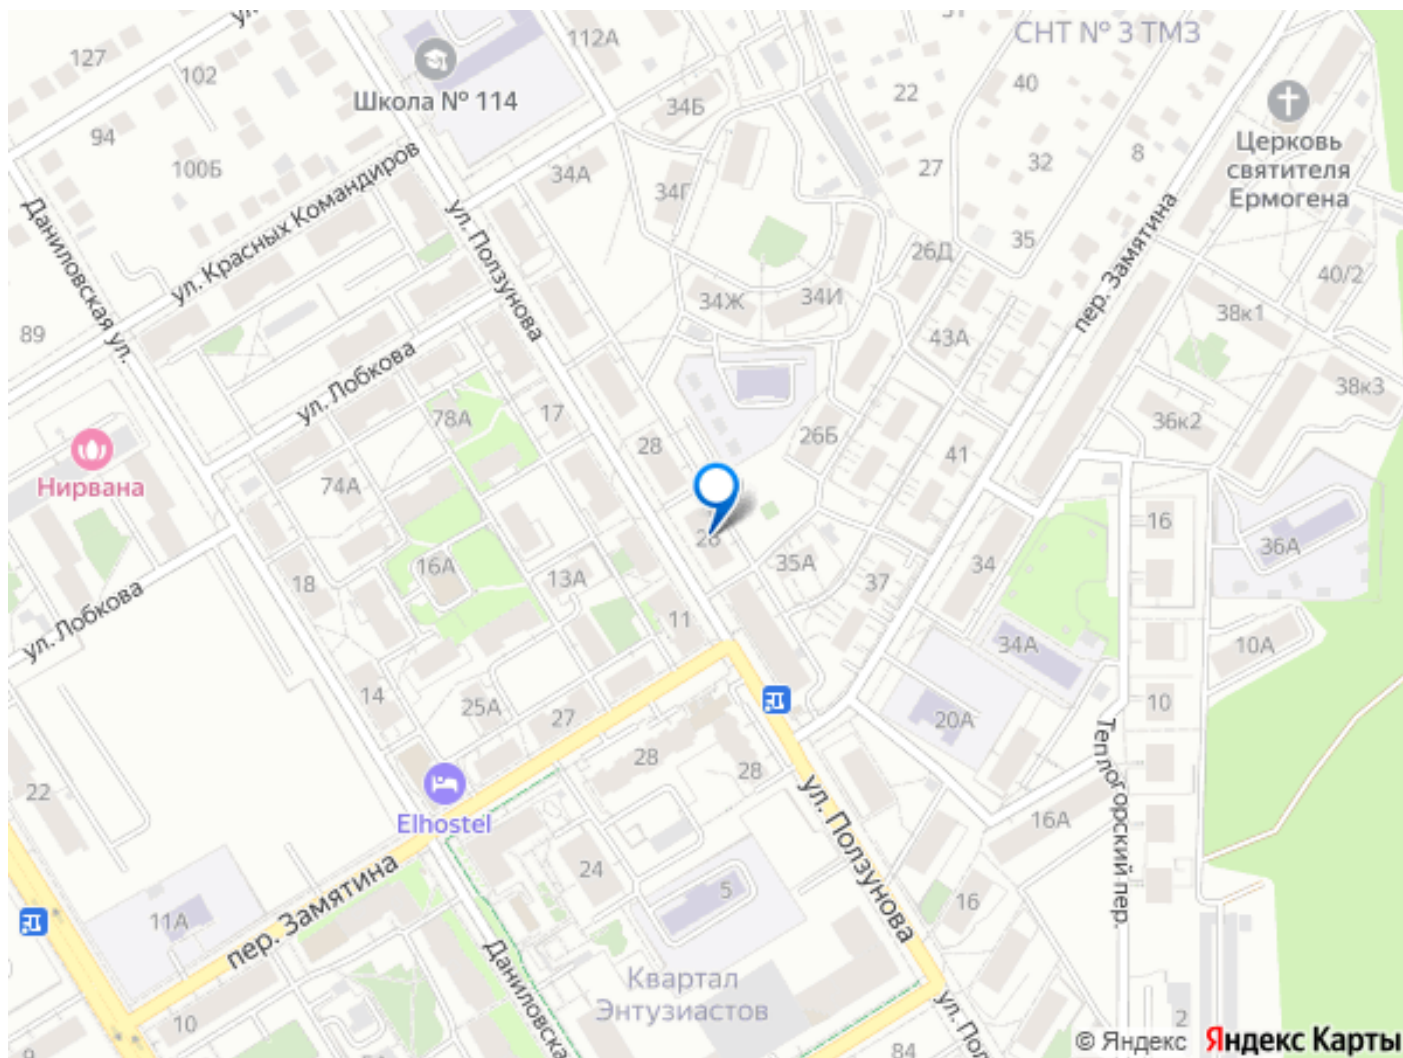 СНТ № 3 ТМЗ
127
102
112А
Школа № 114
34Б
22
40
Церковь
святителя
Ермогена
94
100Б
34А
34Г
27
32
8
35
26Д
Даниловская ул.
ул. Красных Командиров
ул. Ползунова
пер. Замятина
40/2
34Ж
34И
43А
38к1
89
ул. Лобкова
38к3
78А
17
28
26Б
41
36к2
Нирвана
74А
16
36А
16А
13А
35А
37
34
18
ул. Лобкова
11
34А
10А
14
25А
27
20А
10
28
28
22
Elhostel
ул. Ползунова
Теплогорский пер.
16А
24
5
16
11А
пер. Замятина
Даниловска
Квартал
Энтузиастов
ул. Пол
10
84
2
© Яндекс Яндекс Карты